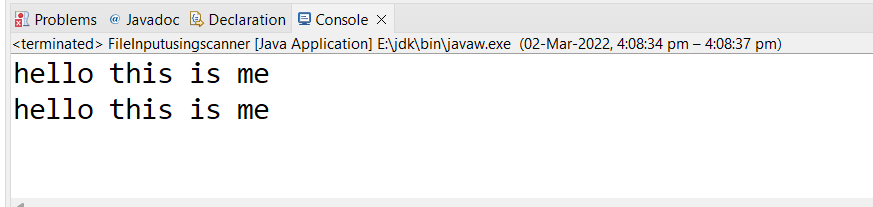 Problems @ Javadoc Declaration Console
<terminated> FileInputusingscanner [Java Application] E:\jdk\bin\javaw.exe (02-Mar-2022, 4:08:34 pm – 4:08:37 pm)
hello this is me
hello this is me